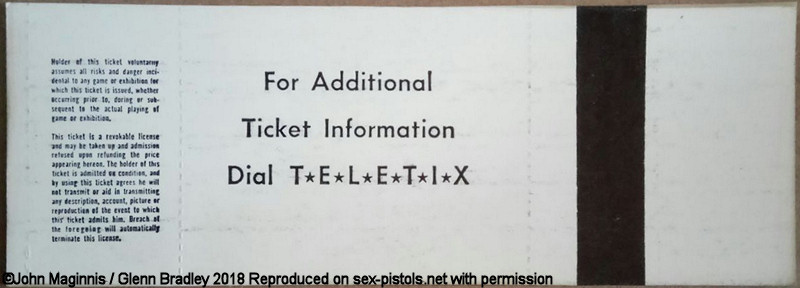 Holder of this ticket voluntariy
assumes all risks and danger inci-
dental to any game or exhibition for
which this ticket is issued, whether
occurring prior to, during or sub-
sequent to the actual playing of
game or exhibition.
This ticket is a revokable license
and may be taken up and admission
refused upon refunding the price
appearing hereon. The holder of this
ticket is admitted on condition, and
by using this ticket agrees he will
not transmit or aid in transmitting
any description, account, picture or
reproduction of the event to which
this ticket admits him. Breach of
the foregoing will automatically
terminate this license.
For Additional
Ticket Information
Dial T★E★L★E★T★I★X
©John Maginnis / Glenn Bradley 2018 Reproduced on sex-pistols.net with permission